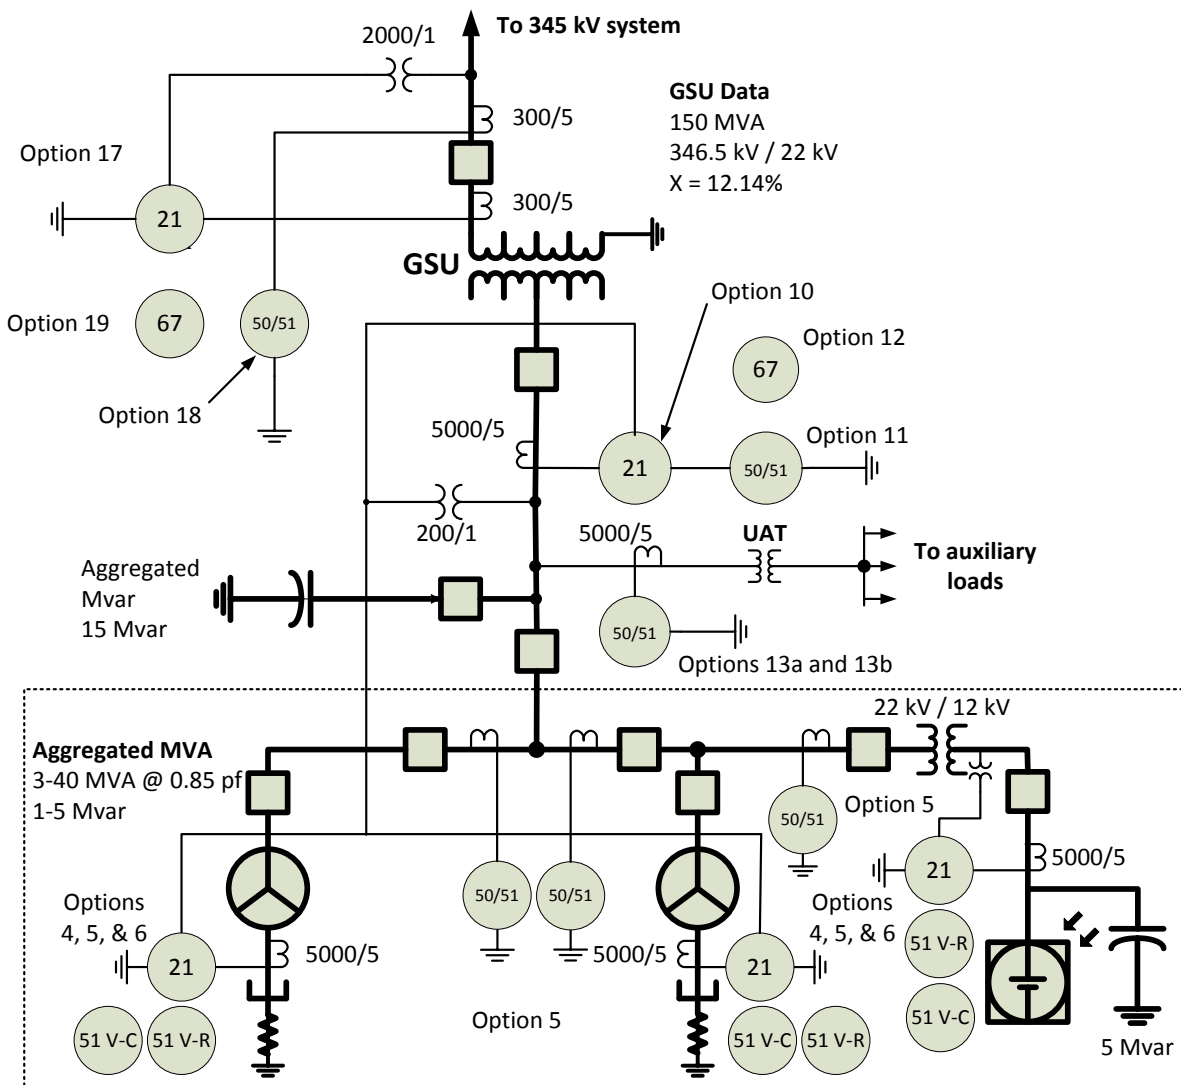 To 345 kV system
2000/1
GSU Data
150 MVA
346.5 kV / 22 kV
X = 12.14%
300/5
Option 17
300/5
21
GSU
Option 10
Option 19
67
50/51
Option 12
67
Option 18
5000/5
Option 11
21
50/51
200/1
5000/5
UAT
To auxiliary
loads
Aggregated
Mvar
15 Mvar
50/51
Options 13a and 13b
22 kV / 12 kV
Aggregated MVA
3-40 MVA @ 0.85 pf
1-5 Mvar
Option 5
50/51
5000/5
21
50/51
50/51
Options
4, 5, & 6
Options
4, 5, & 6
51 V-R
5000/5
5000/5
21
21
51 V-C
Option 5
51 V-C
51 V-R
51 V-C
51 V-R
5 Mvar